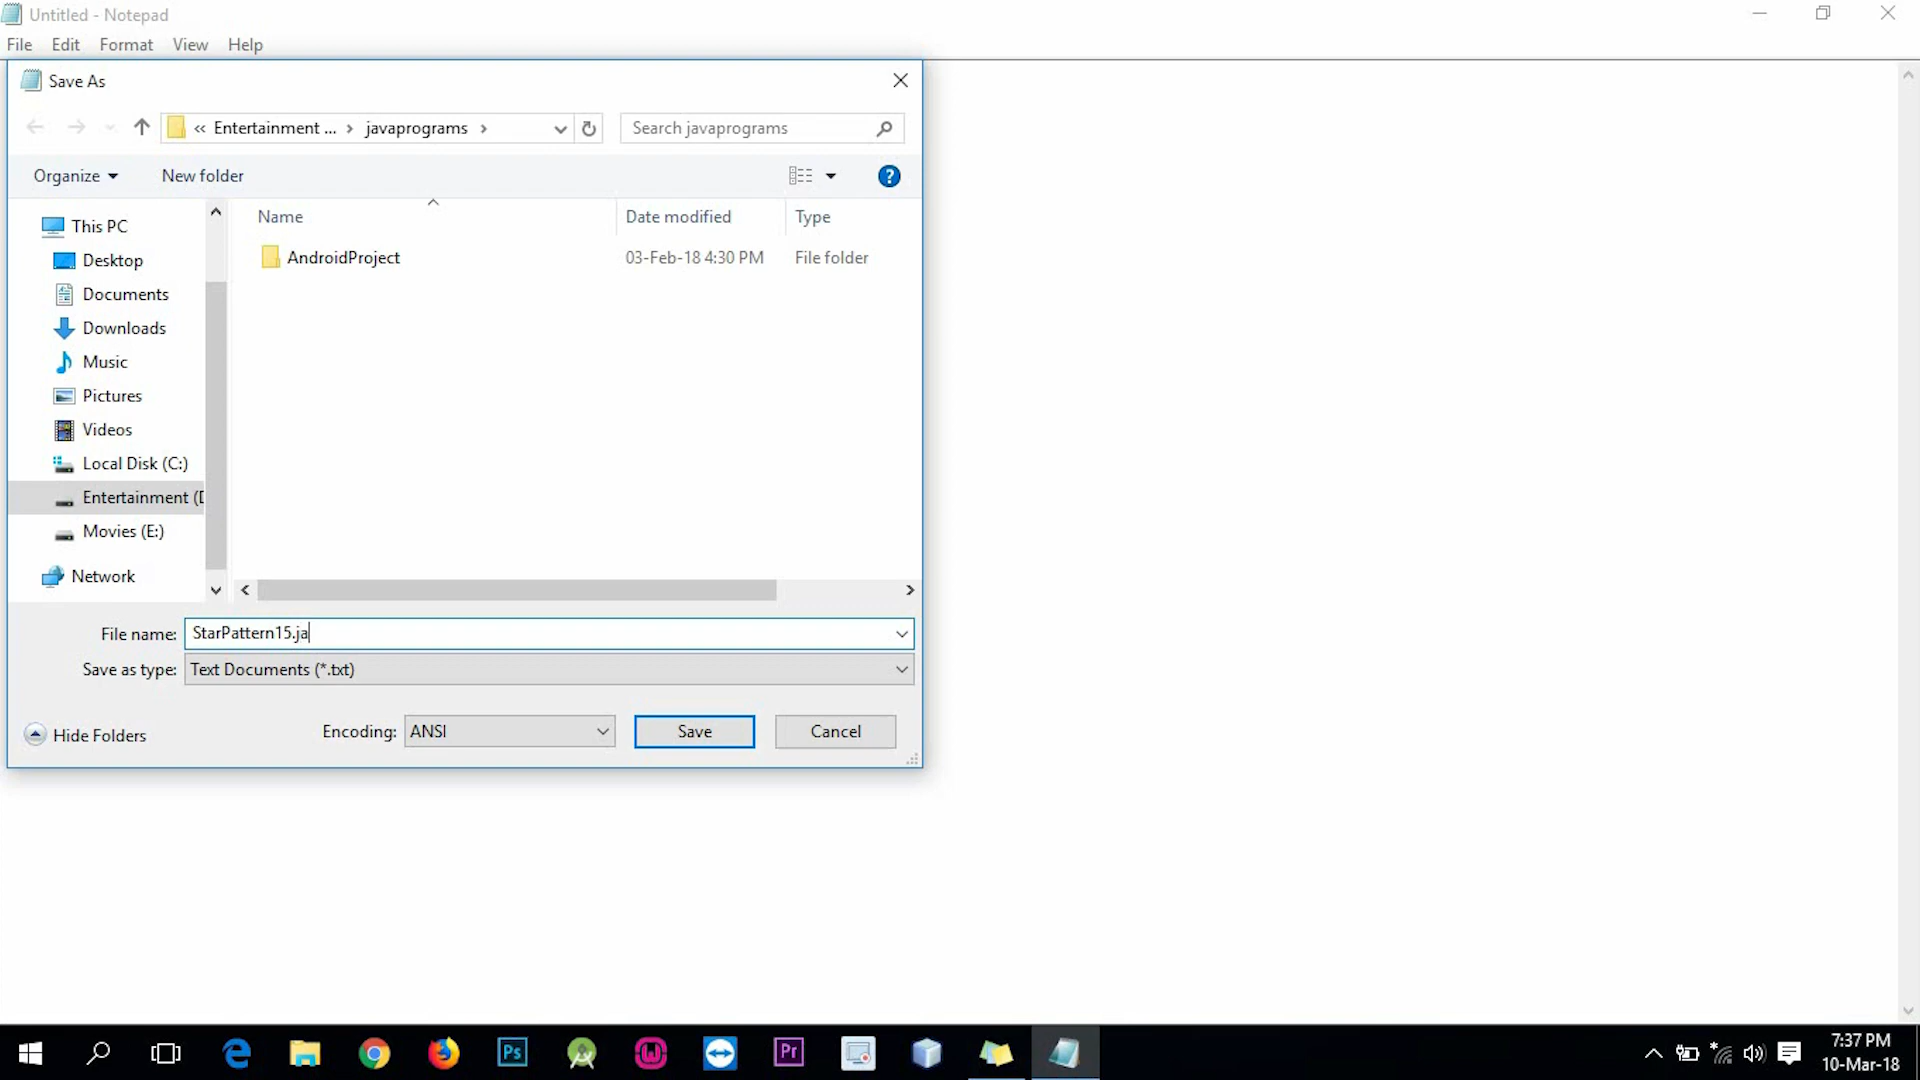 Untitled - Notepad
File Edit Format View Help
Save As
« Entertainment ... › javaprograms ›
Search javaprograms
Organize New folder
Name Date modified Type
AndroidProject 03-Feb-18 4:30 PM File folder
This PC
Desktop
Documents
Downloads
Music
Pictures
Videos
Local Disk (C:)
Entertainment (D
Movies (E:)
Network
File name: StarPattern15.ja
Save as type: Text Documents (*.txt)
Hide Folders Encoding: ANSI Save Cancel
Ps Pr
7:37 PM
10-Mar-18